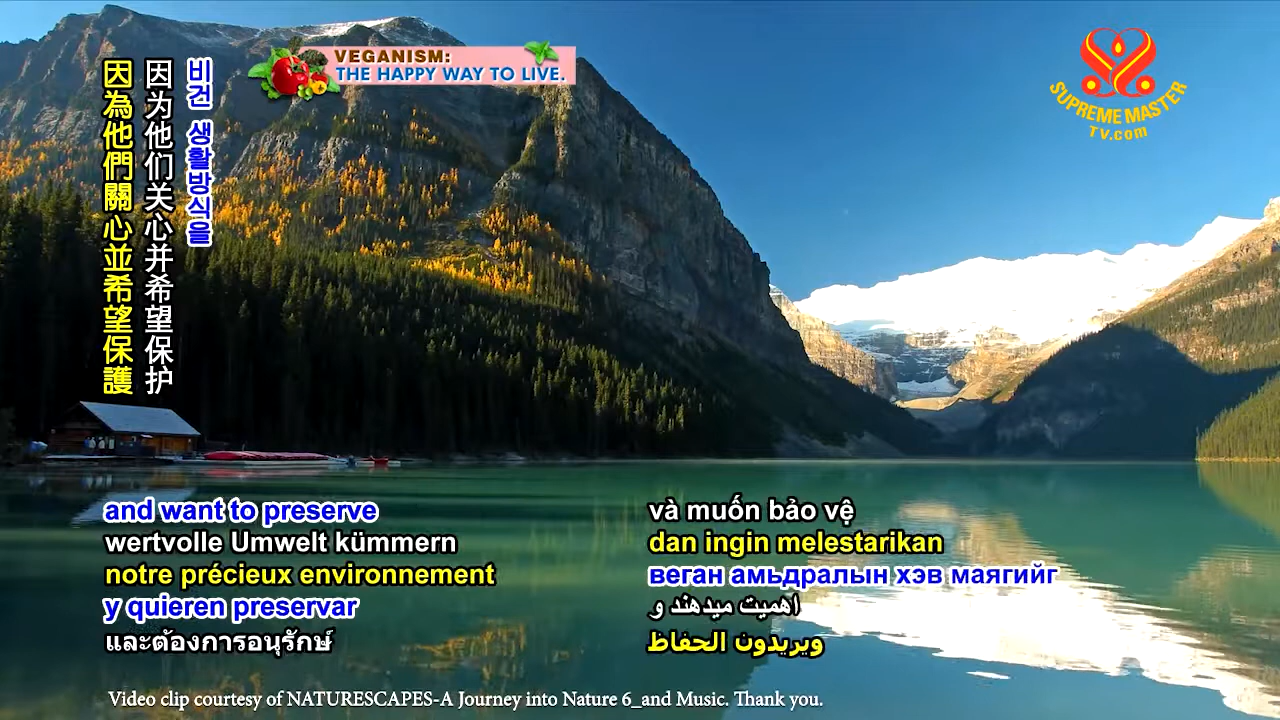 VEGANISM:
THE HAPPY WAY TO LIVE.
SUPREME MASTER
TV.com
비건 생활방식을
因为他们关心并希望保护
因為他們關心並希望保護
and want to preserve
wertvolle Umwelt kümmern
notre précieux environnement
y quieren preservar
และต้องการอนุรักษ์
và muốn bảo vệ
dan ingin melestarikan
веган амьдралын хэв маягийг
اهمیت میدهند و
ويريدون الحفاظ
Video clip courtesy of NATURESCAPES-A Journey into Nature 6_and Music. Thank you.